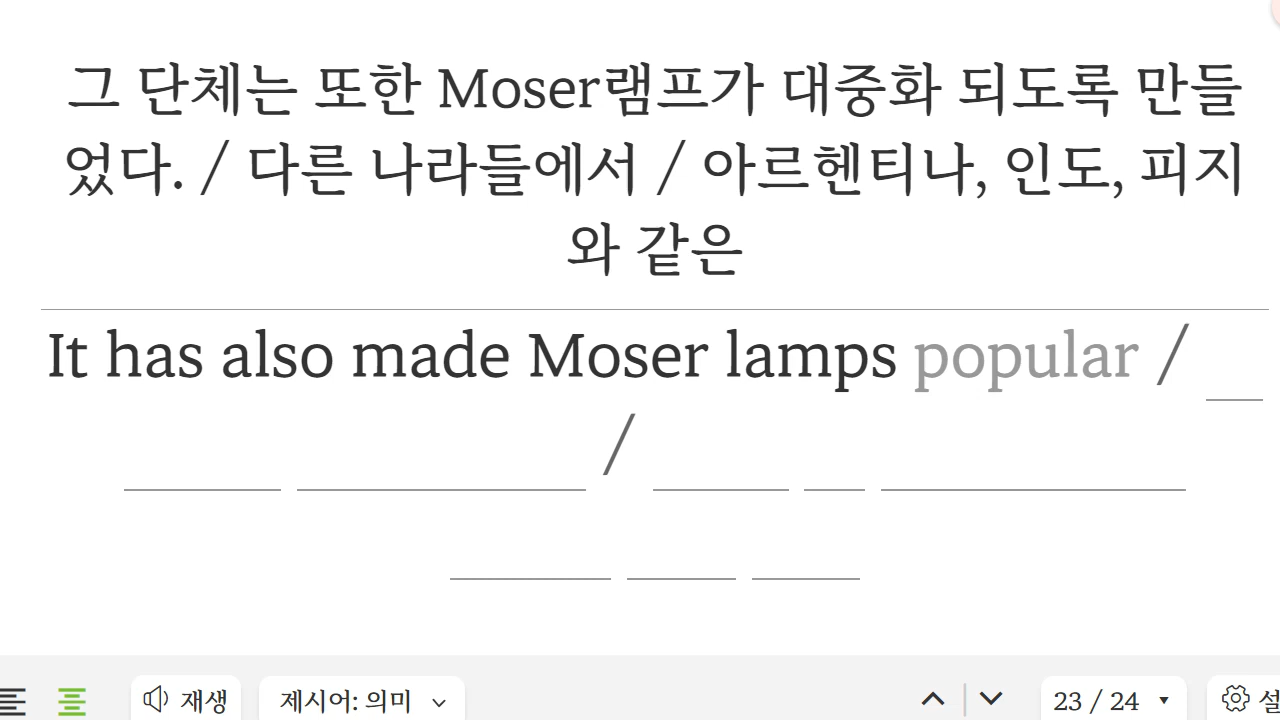 그 단체는 또한 Moser램프가 대중화 되도록 만들
었다. / 다른 나라들에서 / 아르헨티나, 인도, 피지
와 같은
It has also made Moser lamps popular /
/
재생
제시어: 의미
23 / 24
설